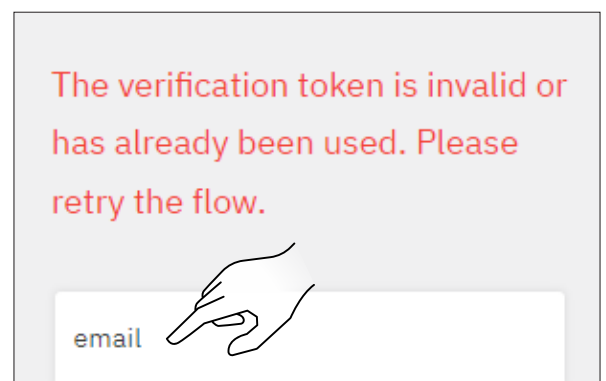 The verification token is invalid or
has already been used. Please
retry the flow.
email